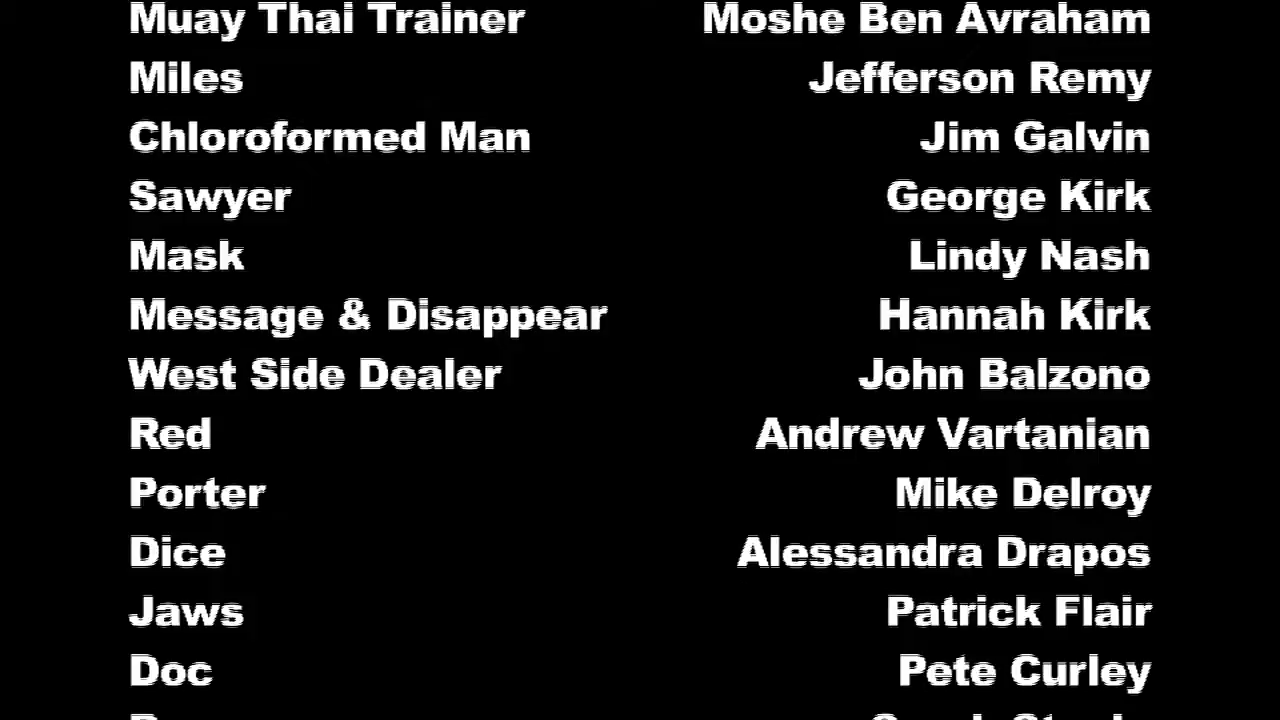 Muay Thai Trainer Moshe Ben Avraham
Miles Jefferson Remy
Chloroformed Man Jim Galvin
Sawyer George Kirk
Mask Lindy Nash
Message & Disappear Hannah Kirk
West Side Dealer John Balzono
Red Andrew Vartanian
Porter Mike Delroy
Dice Alessandra Drapos
Jaws Patrick Flair
Doc Pete Curley